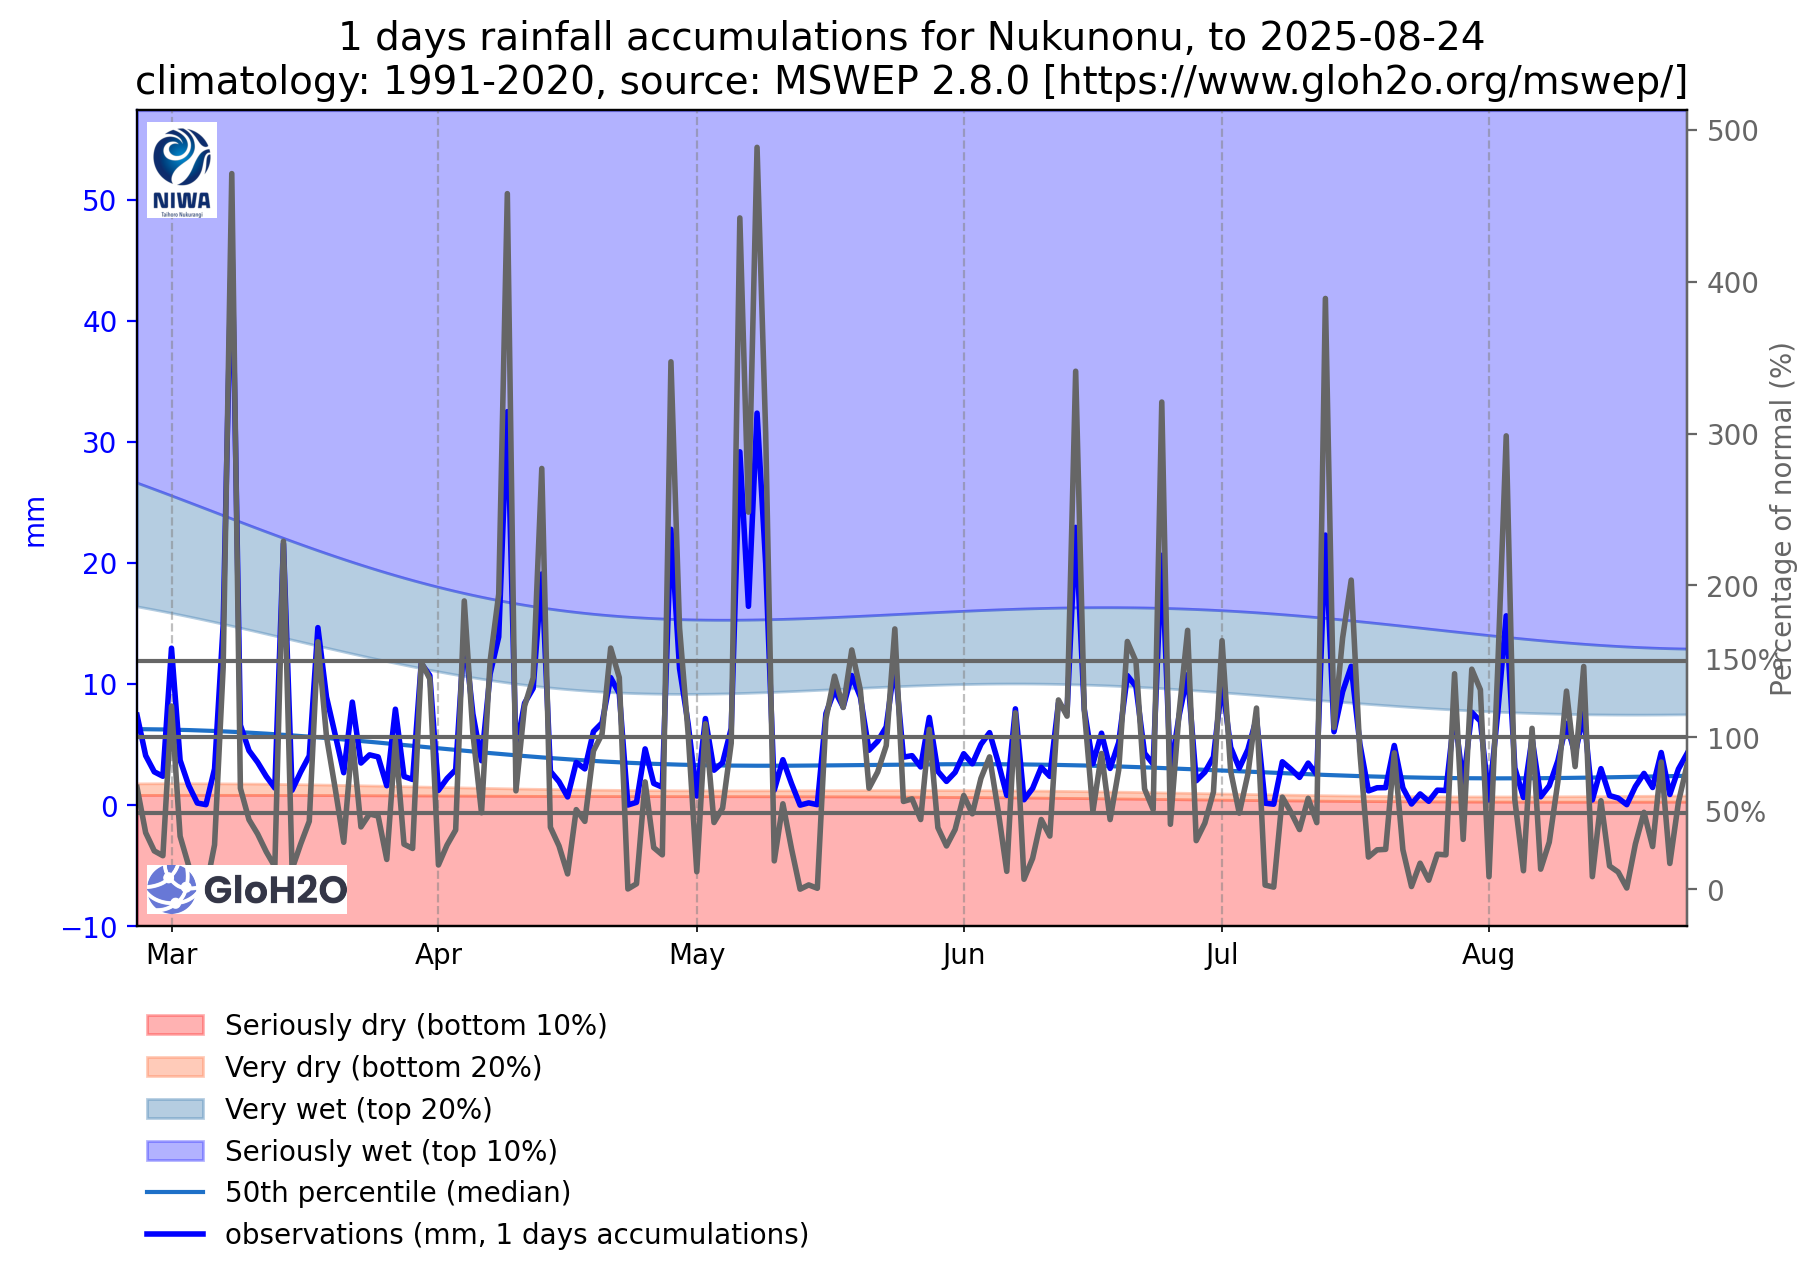 1 days rainfall accumulations for Nukunonu, to 2025-08-24
climatology: 1991-2020, source: MSWEP 2.8.0 [https://www.gloh2o.org/mswep/]
NIWA
Taihoro Nukurangi
mm
50
40
30
20
10
0
−10
500
400
300
200
150%
100
50%
0
Percentage of normal (%)
GloH2O
Mar
Apr
May
Jun
Jul
Aug
Seriously dry (bottom 10%)
Very dry (bottom 20%)
Very wet (top 20%)
Seriously wet (top 10%)
50th percentile (median)
observations (mm, 1 days accumulations)